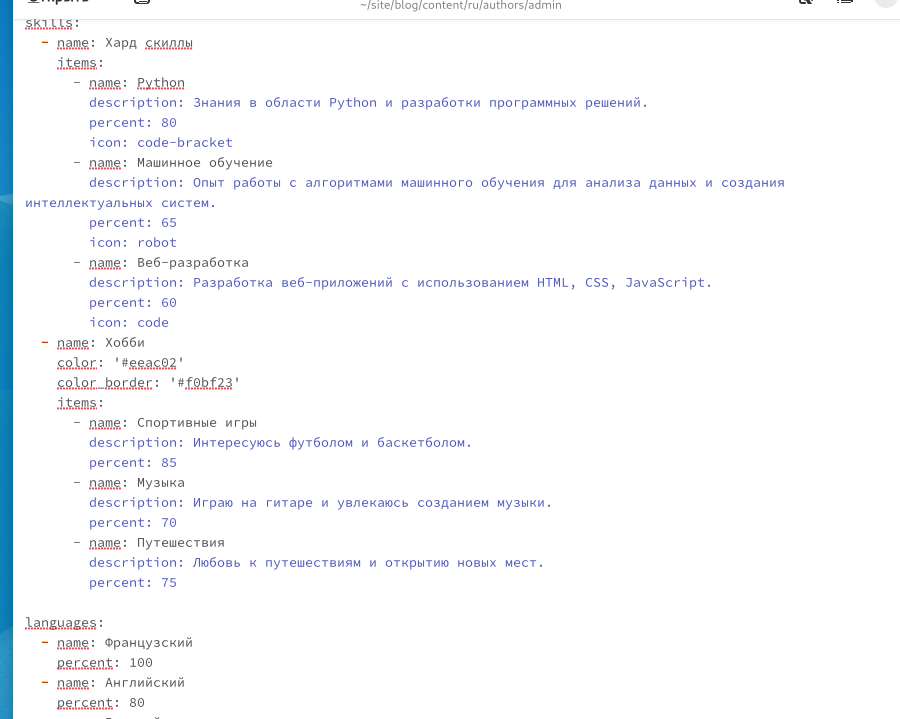 ~/site/blog/content/ru/authors/admin
skills:
- name: Хард скиллы
items:
- name: Python
description: Знания в области Python и разработки программных решений.
percent: 80
icon: code-bracket
- name: Машинное обучение
description: Опыт работы с алгоритмами машинного обучения для анализа данных и создания
интеллектуальных систем.
percent: 65
icon: robot
- name: Веб-разработка
description: Разработка веб-приложений с использованием HTML, CSS, JavaScript.
percent: 60
icon: code
- name: Хобби
color: '#eeac02'
color_border: '#f0bf23'
items:
- name: Спортивные игры
description: Интересуюсь футболом и баскетболом.
percent: 85
- name: Музыка
description: Играю на гитаре и увлекаюсь созданием музыки.
percent: 70
- name: Путешествия
description: Любовь к путешествиям и открытию новых мест.
percent: 75
languages:
- name: Французский
percent: 100
- name: Английский
percent: 80